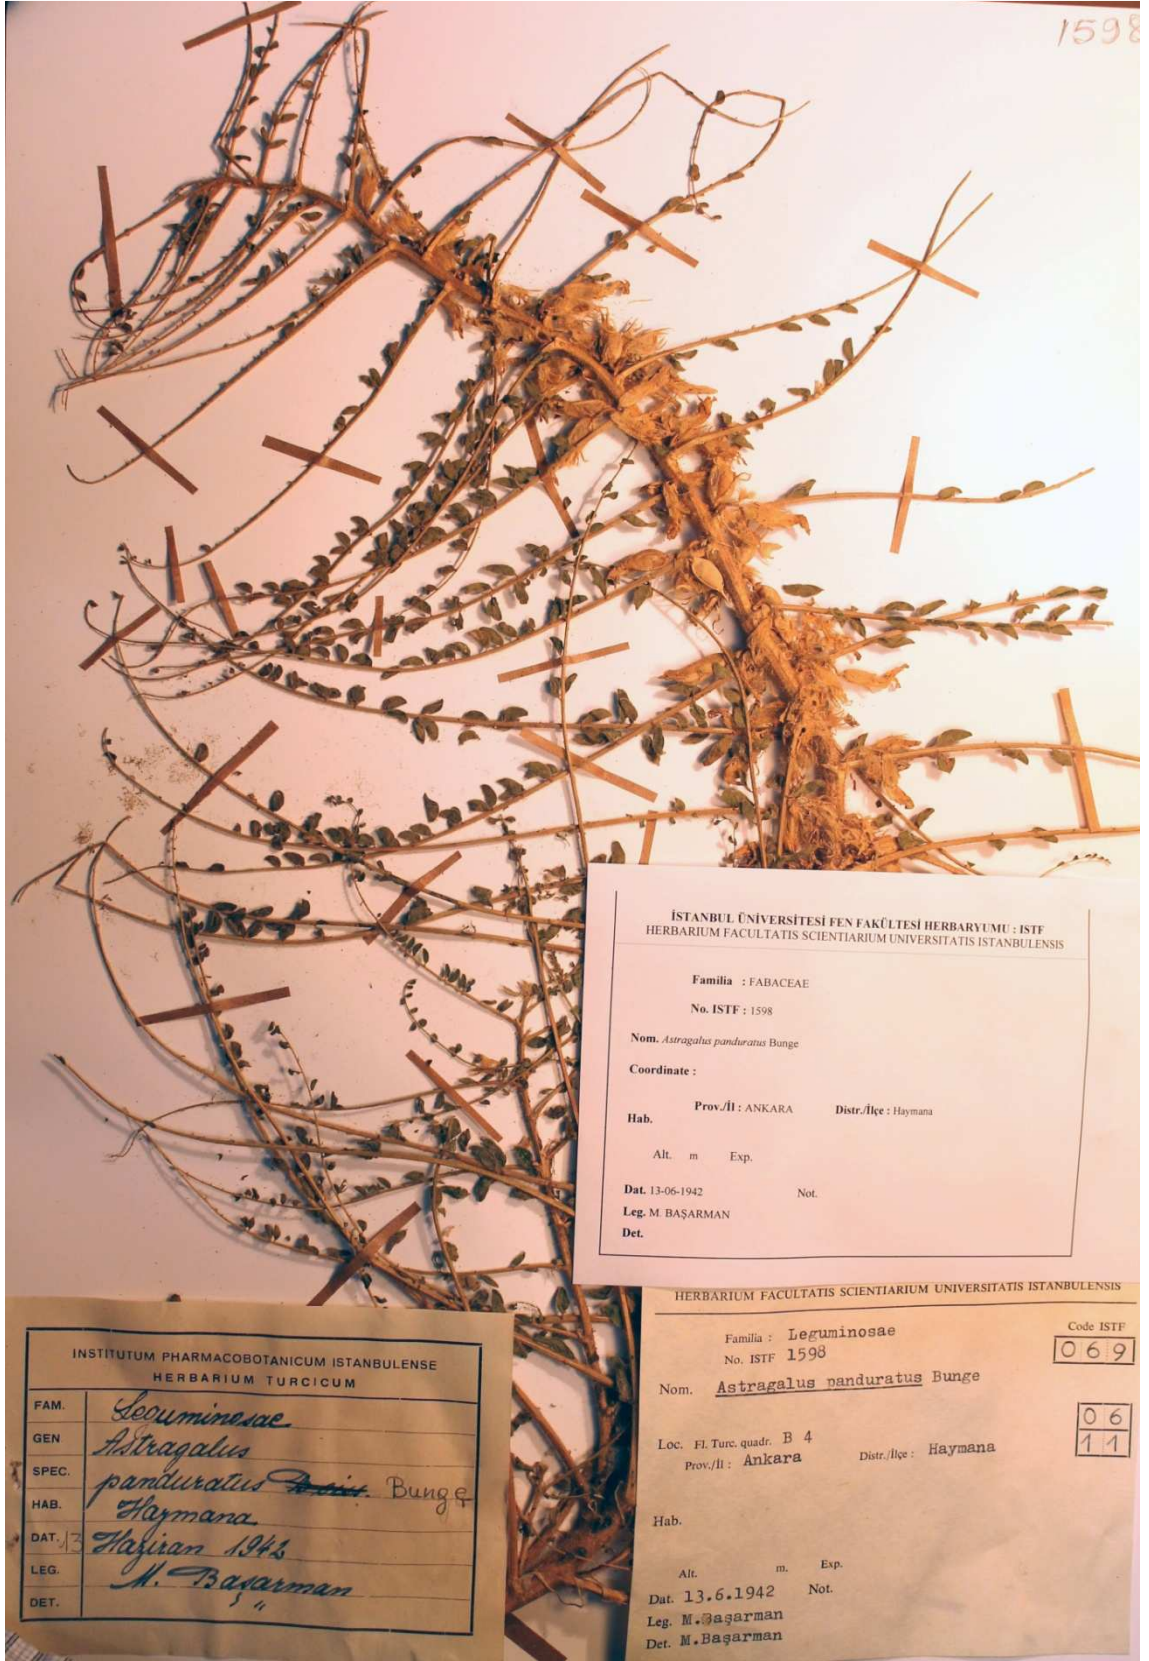 1598
İSTANBUL ÜNİVERSİTESİ FEN FAKÜLTESİ HERBARYUMU : ISTF
HERBARIUM FACULTATIS SCIENTIARIUM UNIVERSITATIS ISTANBULENSIS
Familia : FABACEAE
No. ISTF : 1598
Nom. Astragalus panduratus Bunge
Coordinate :
Prov./İl : ANKARA Distr./İlçe : Haymana
Hab.
Alt. m Exp.
Dat. 13-06-1942 Not.
Leg. M. BAŞARMAN
Det.
INSTITUTUM PHARMACOBOTANICUM ISTANBULENSE
HERBARIUM TURCICUM
FAM. Leguminosae
GEN Astragalus
SPEC. panduratus Bunge
HAB. Haymana
DAT. 13 Haziran 1942
LEG. M. Başarman
DET. "
HERBARIUM FACULTATIS SCIENTIARIUM UNIVERSITATIS ISTANBULENSIS
Familia : Leguminosae Code ISTF
No. ISTF 1598 069
Nom. Astragalus panduratus Bunge
06
Loc. Fl. Turc. quadr. B 4 11
Prov./İl : Ankara Distr./İlçe : Haymana
Hab.
Alt. m. Exp.
Dat. 13.6.1942 Not.
Leg. M.Başarman
Det. M.Başarman